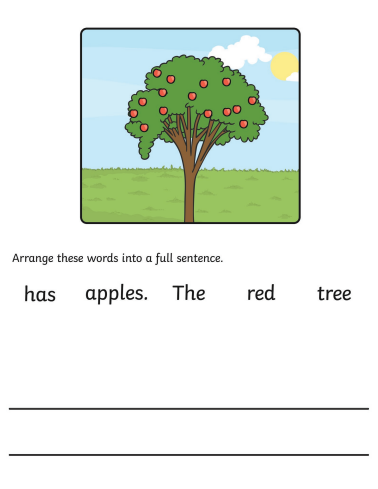 Arrange these words into a full sentence.
has apples. The red tree